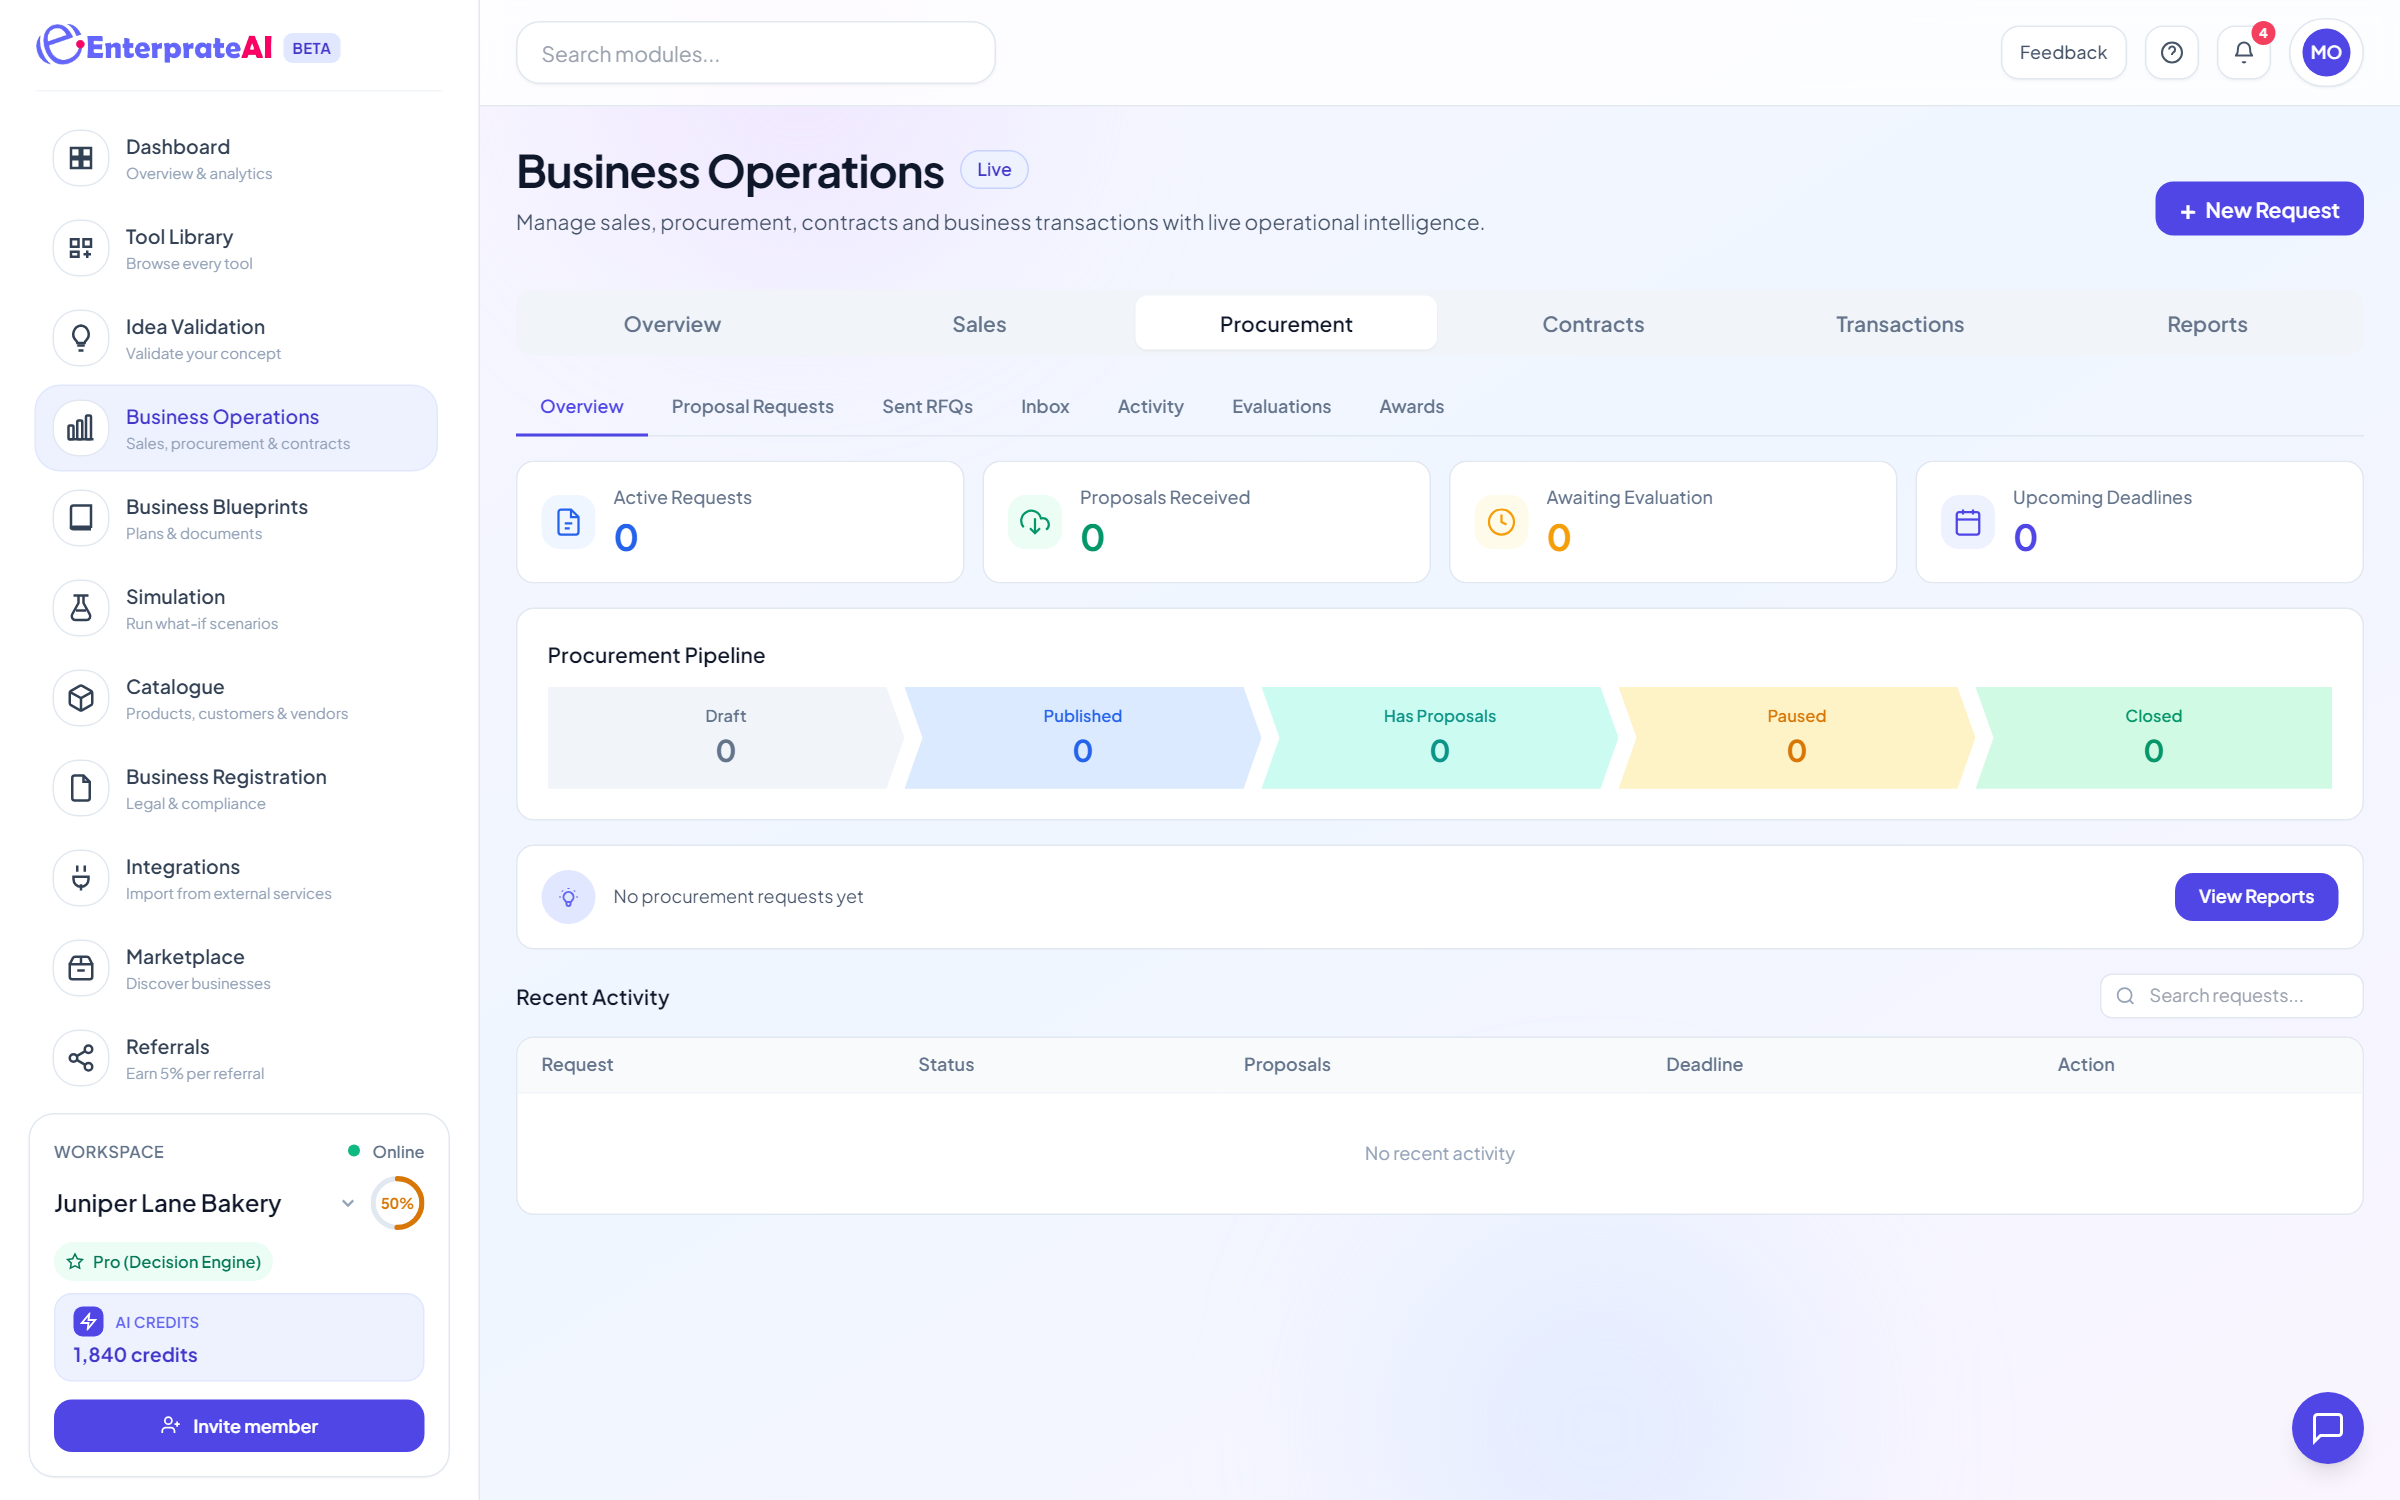 EnterprateAI BETA
Search modules...
Feedback
4
MO
Dashboard
Overview & analytics
Tool Library
Browse every tool
Idea Validation
Validate your concept
Business Operations
Sales, procurement & contracts
Business Blueprints
Plans & documents
Simulation
Run what-if scenarios
Catalogue
Products, customers & vendors
Business Registration
Legal & compliance
Integrations
Import from external services
Marketplace
Discover businesses
Referrals
Earn 5% per referral
WORKSPACE
Online
Juniper Lane Bakery
50%
Pro (Decision Engine)
AI CREDITS
1,840 credits
Invite member
Business Operations
Live
Manage sales, procurement, contracts and business transactions with live operational intelligence.
+ New Request
Overview
Sales
Procurement
Contracts
Transactions
Reports
Overview
Proposal Requests
Sent RFQs
Inbox
Activity
Evaluations
Awards
Active Requests
0
Proposals Received
0
Awaiting Evaluation
0
Upcoming Deadlines
0
Procurement Pipeline
Draft
0
Published
0
Has Proposals
0
Paused
0
Closed
0
No procurement requests yet
View Reports
Recent Activity
Search requests...
Request
Status
Proposals
Deadline
Action
No recent activity